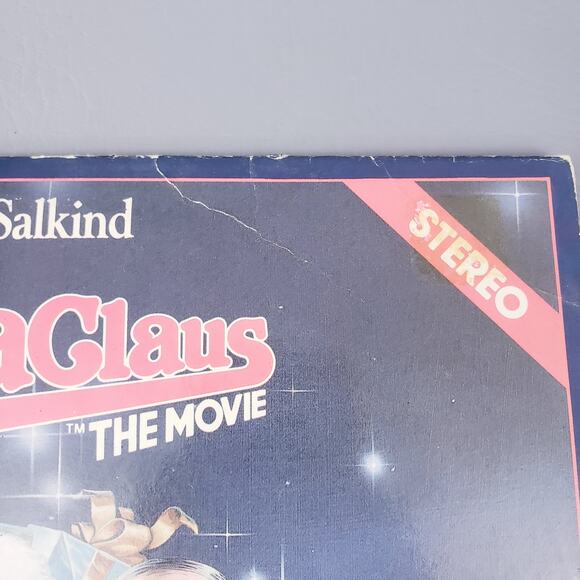 Salkind
STEREO
aClaus
™ THE MOVIE